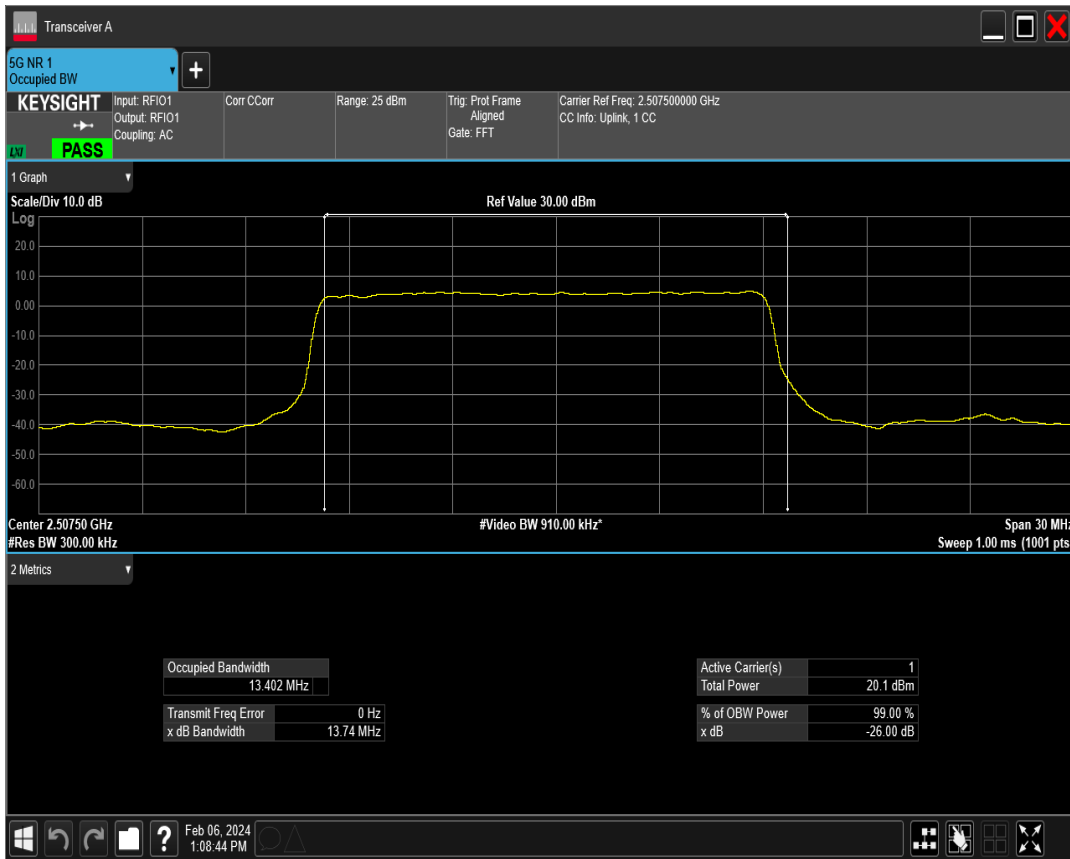 Transceiver A
5G NR 1
Occupied BW
KEYSIGHT
LXI
PASS
Input: RFIO1
Output: RFIO1
Coupling: AC
Corr CCorr
Range: 25 dBm
Trig: Prot Frame
Aligned
Gate: FFT
Carrier Ref Freq: 2.507500000 GHz
CC Info: Uplink, 1 CC
1 Graph
Scale/Div 10.0 dB
Ref Value 30.00 dBm
Log
20.0
10.0
0.00
-10.0
-20.0
-30.0
-40.0
-50.0
-60.0
Center 2.50750 GHz
#Video BW 910.00 kHz*
Span 30 MHz
#Res BW 300.00 kHz
Sweep 1.00 ms (1001 pts
2 Metrics
Occupied Bandwidth
13.402 MHz
Transmit Freq Error 0 Hz
x dB Bandwidth 13.74 MHz
Active Carrier(s) 1
Total Power 20.1 dBm
% of OBW Power 99.00 %
x dB -26.00 dB
?
Feb 06, 2024
1:08:44 PM